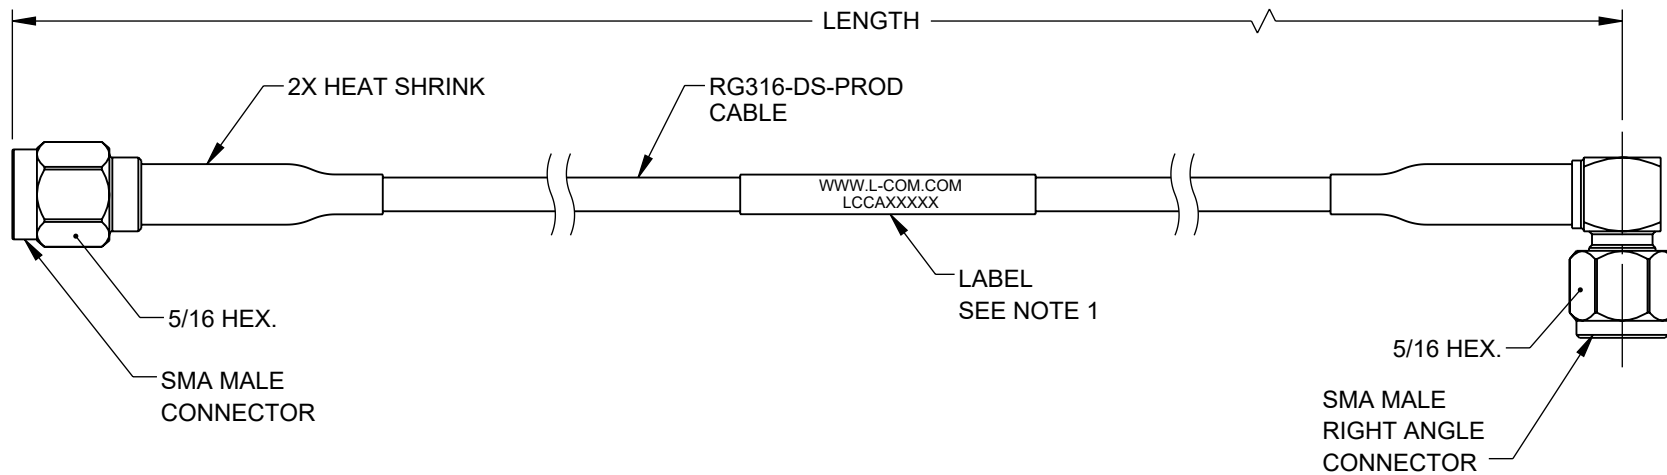 LENGTH
2X HEAT SHRINK
RG316-DS-PROD
CABLE
WWW.L-COM.COM
LCCAXXXXX
LABEL
SEE NOTE 1
5/16 HEX.
SMA MALE
CONNECTOR
5/16 HEX.
SMA MALE
RIGHT ANGLE
CONNECTOR